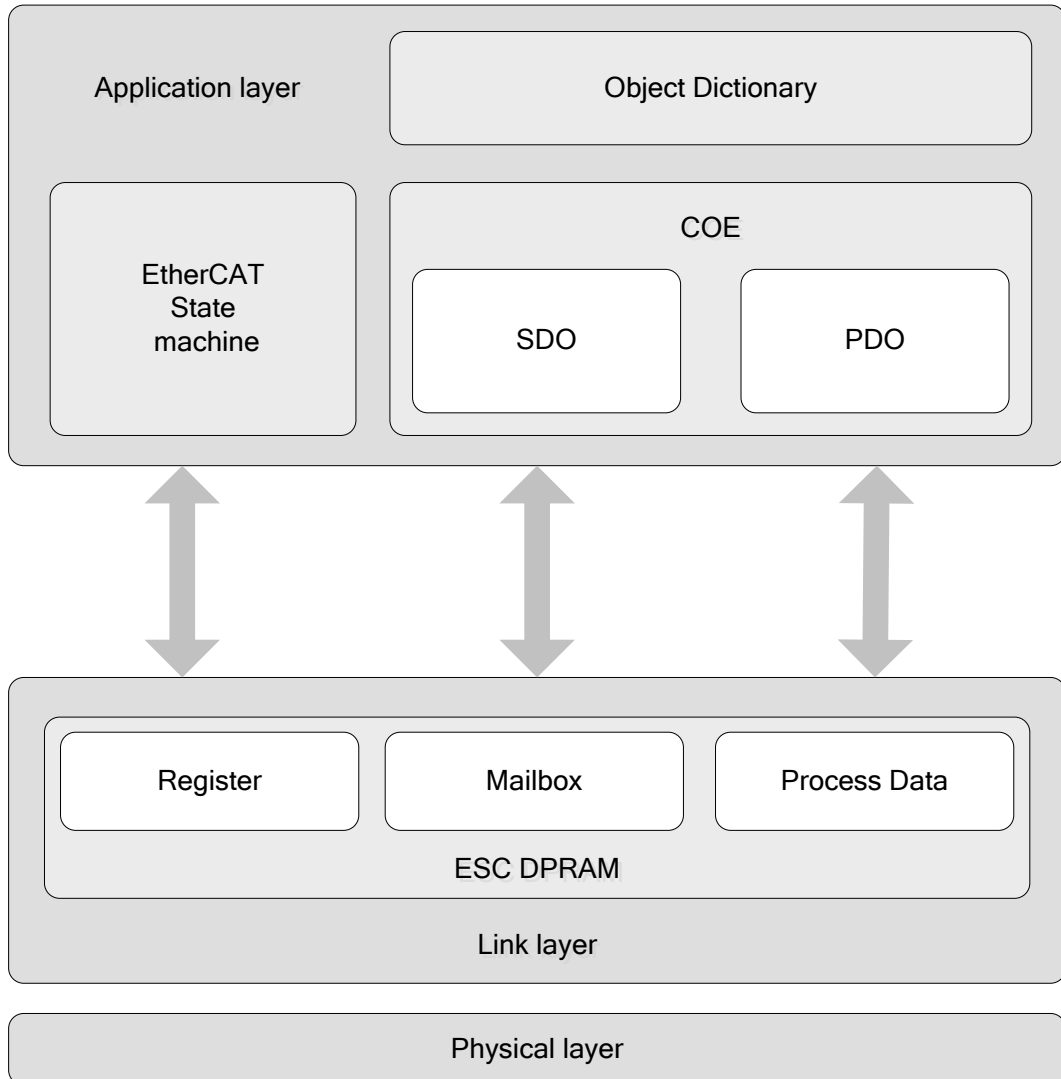 Application layer
Object Dictionary
COE
EtherCAT
State
machine
SDO
PDO
Register
Mailbox
Process Data
ESC DPRAM
Link layer
Physical layer